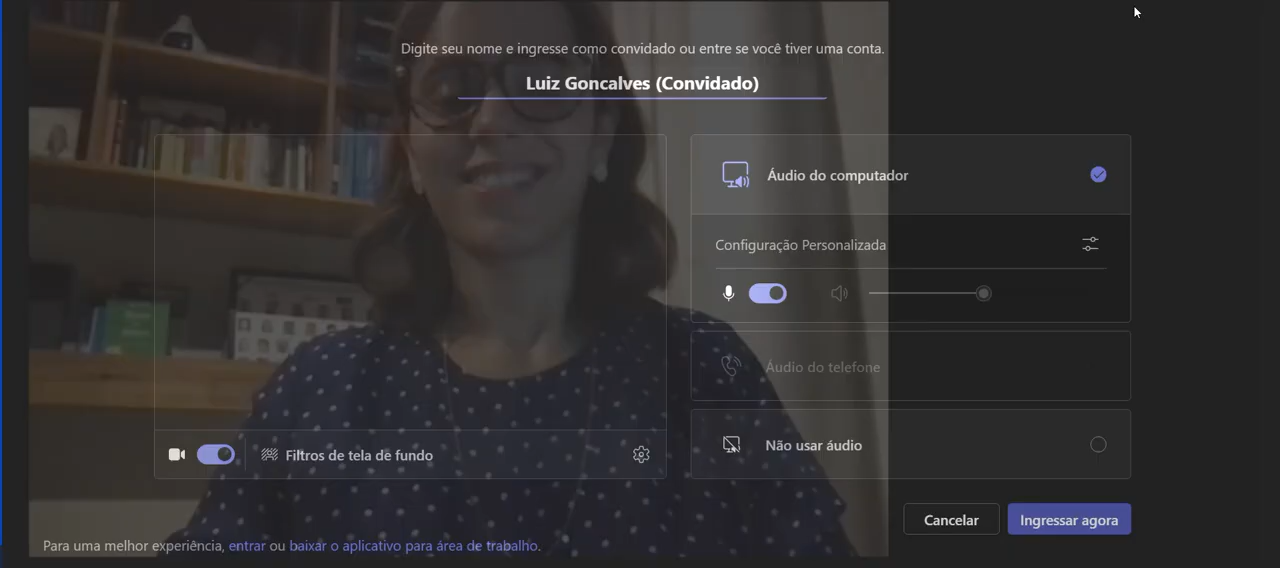 Digite seu nome e ingresse como convidado ou entre se você tiver uma conta.
Luiz Goncalves (Convidado)
Áudio do computador
Configuração Personalizada
Áudio do telefone
Não usar áudio
Filtros de tela de fundo
Cancelar
Ingressar agora
Para uma melhor experiência, entrar ou baixar o aplicativo para área de trabalho.